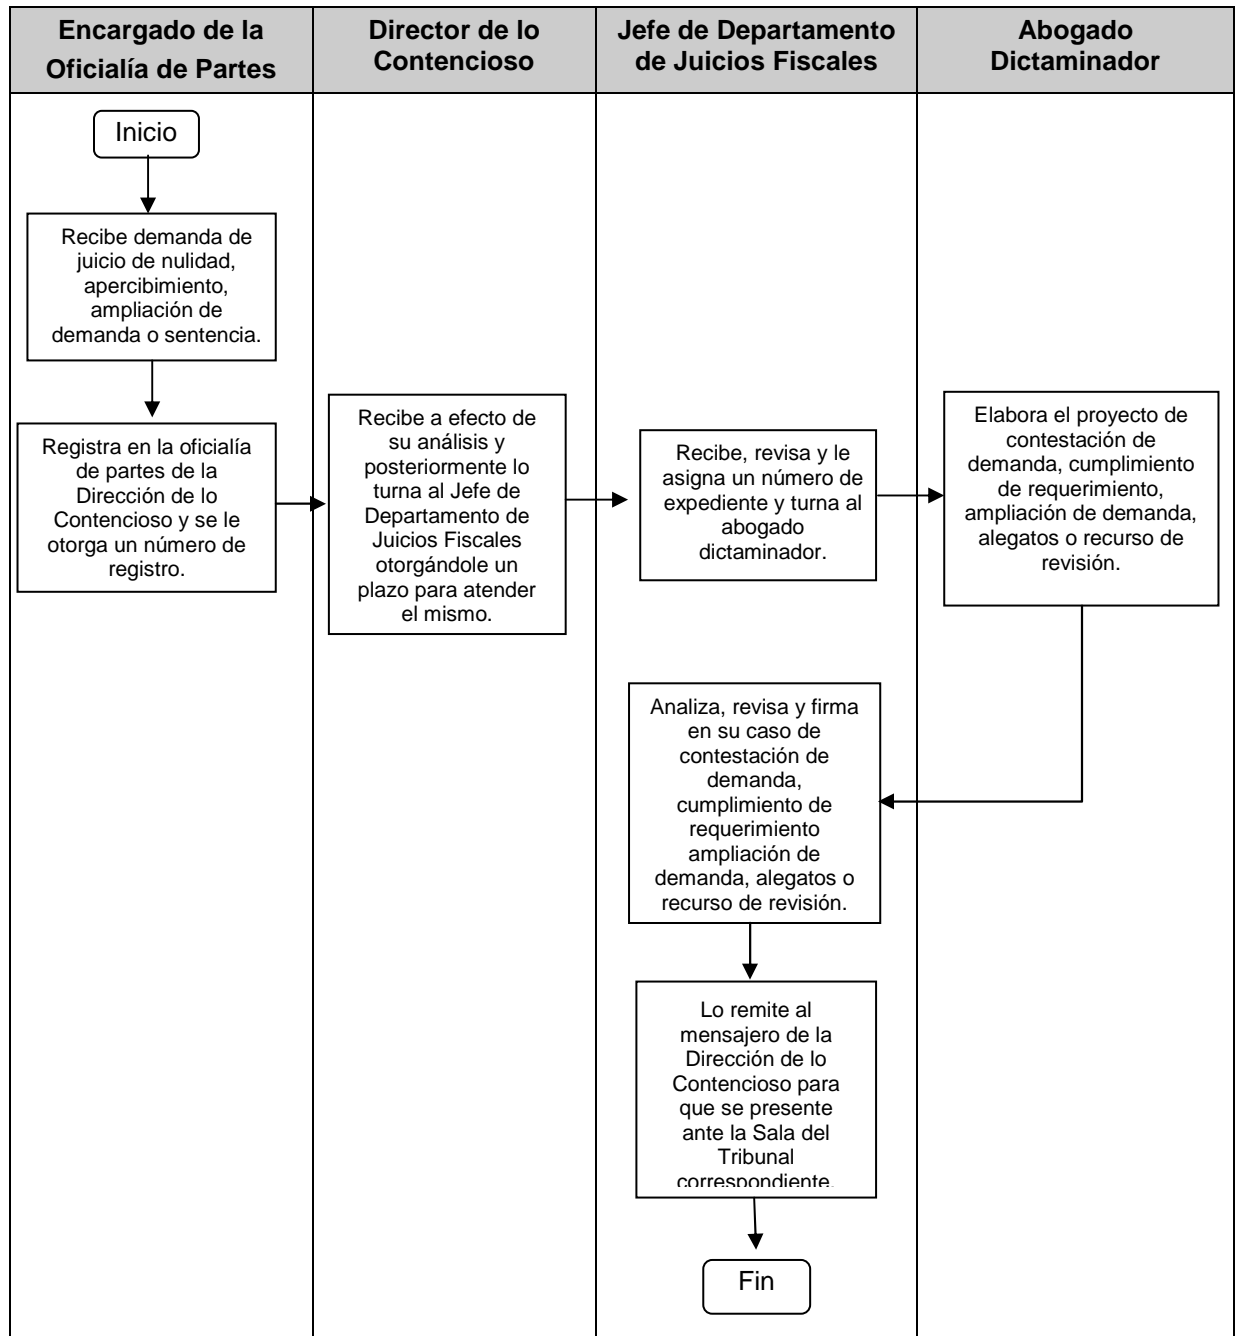 Encargado de la
Oficialía de Partes
Director de lo
Contencioso
Jefe de Departamento
de Juicios Fiscales
Abogado
Dictaminador
Inicio
Recibe demanda de
juicio de nulidad,
apercibimiento,
ampliación de
demanda o sentencia.
Registra en la oficialía
de partes de la
Dirección de lo
Contencioso y se le
otorga un número de
registro.
Recibe a efecto de
su análisis y
posteriormente lo
turna al Jefe de
Departamento de
Juicios Fiscales
otorgándole un
plazo para atender
el mismo.
Recibe, revisa y le
asigna un número de
expediente y turna al
abogado
dictaminador.
Elabora el proyecto de
contestación de
demanda, cumplimiento
de requerimiento,
ampliación de demanda,
alegatos o recurso de
revisión.
Analiza, revisa y firma
en su caso de
contestación de
demanda,
cumplimiento de
requerimiento
ampliación de
demanda, alegatos o
recurso de revisión.
Lo remite al
mensajero de la
Dirección de lo
Contencioso para
que se presente
ante la Sala del
Tribunal
correspondiente.
Fin